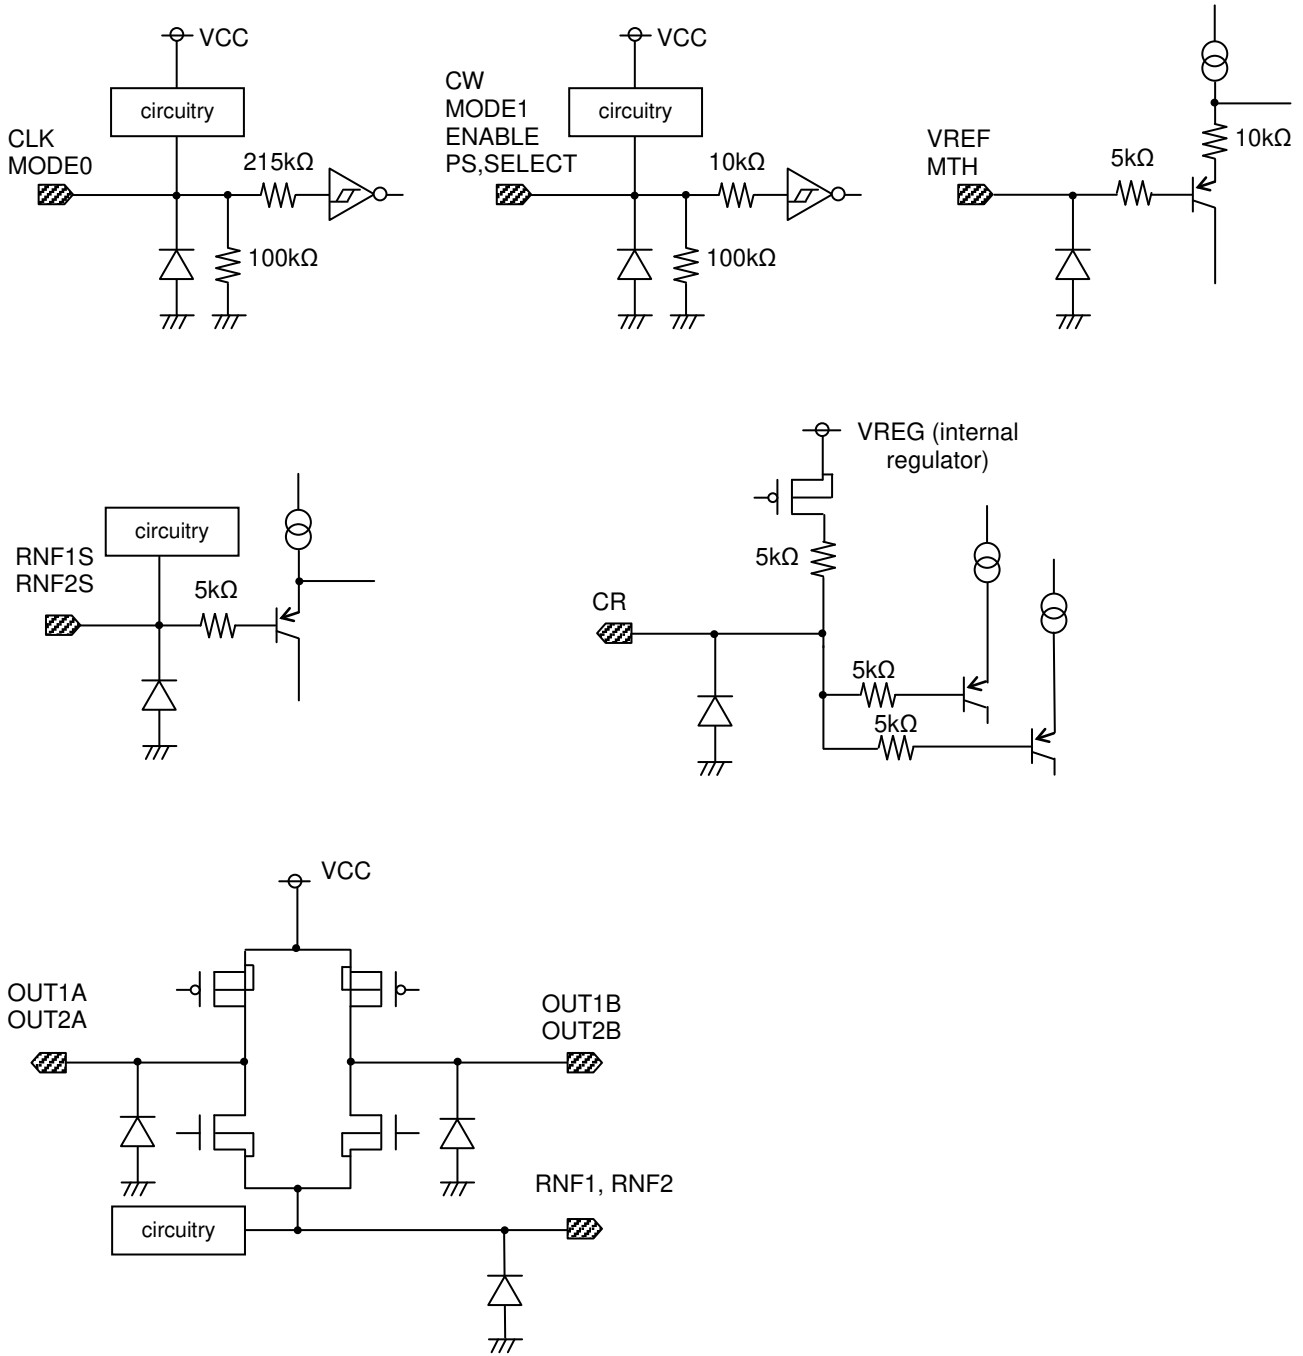 VCC
circuitry
CLK
MODE0
215kΩ
100kΩ
VCC
CW
MODE1
ENABLE
PS,SELECT
circuitry
10kΩ
100kΩ
VREF
MTH
5kΩ
10kΩ
circuitry
RNF1S
RNF2S
5kΩ
VREG (internal
regulator)
5kΩ
CR
5kΩ
5kΩ
VCC
OUT1A
OUT2A
OUT1B
OUT2B
RNF1, RNF2
circuitry